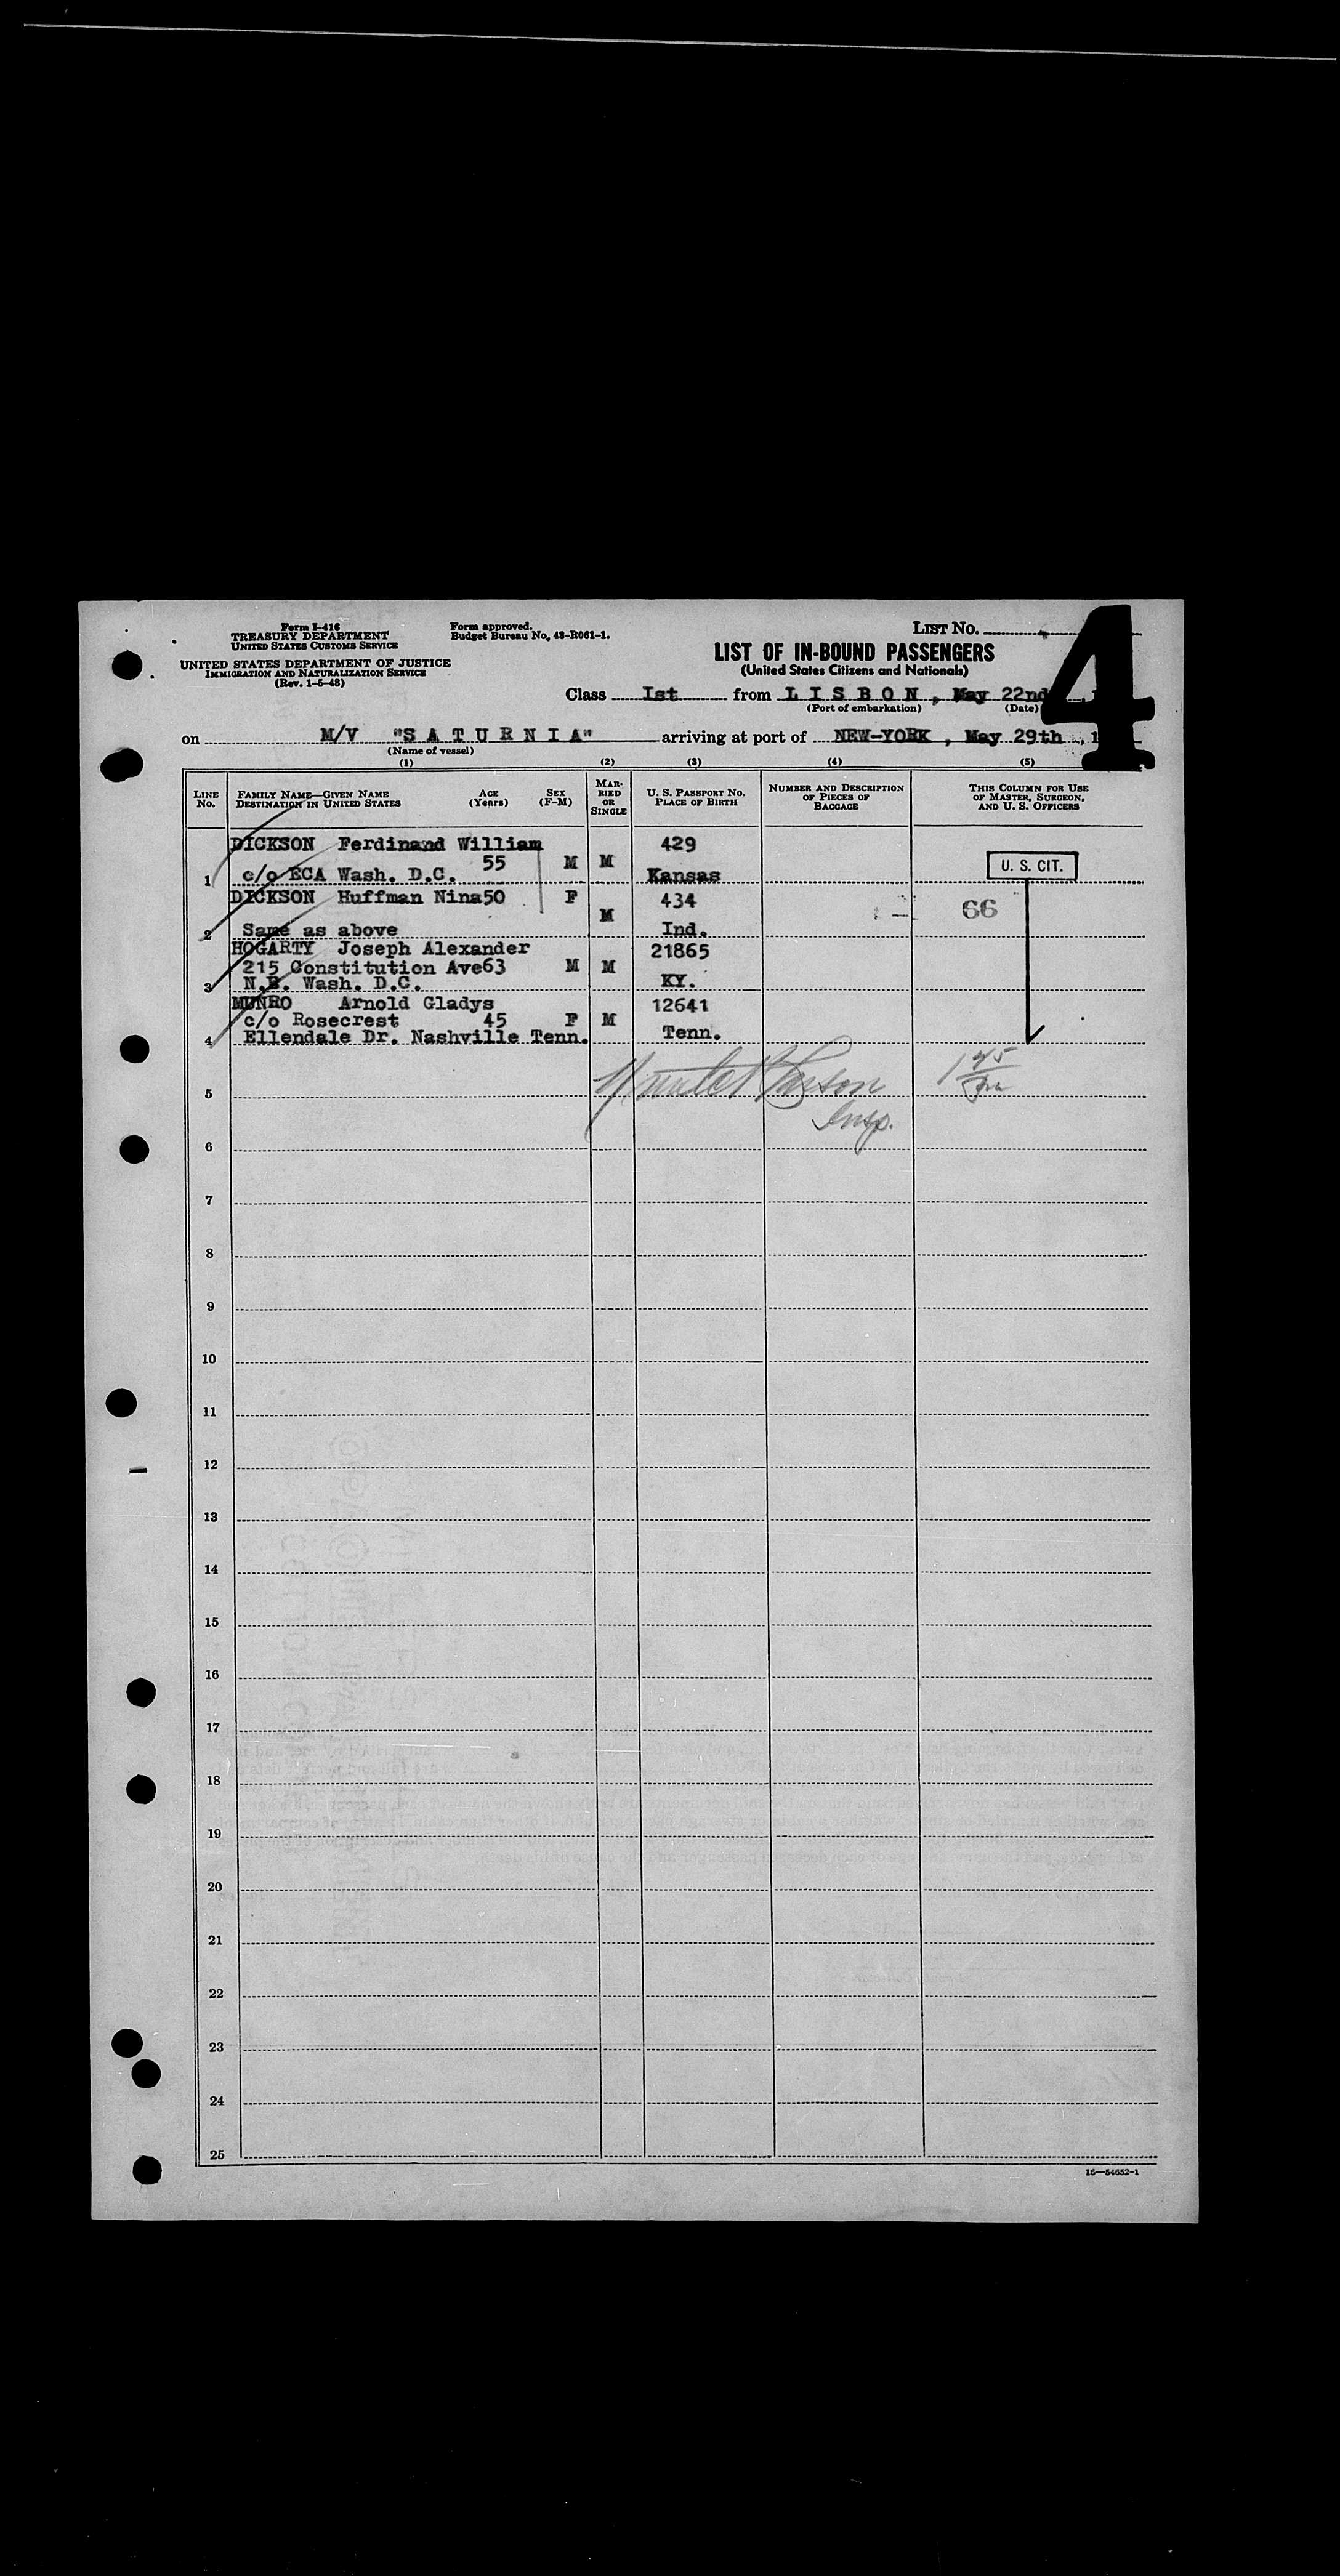 Form I-416
TREASURY DEPARTMENT
UNITED STATES CUSTOMS SERVICE
UNITED STATES DEPARTMENT OF JUSTICE
IMMIGRATION AND NATURALIZATION SERVICE
(Rev. 1-5-48)
Form approved.
Budget Bureau No. 43-R061-1.
LIST NO.
4
LIST OF IN-BOUND PASSENGERS
(United States Citizens and Nationals)
Class Ist from L I S B O N , May 22nd
(Port of embarkation) (Date)
on M/V "S A T U R N I A" arriving at port of NEW-YORK , May 29th , 1
(Name of vessel)
(1) (2) (3) (4) (5)
LINE NO.
FAMILY NAME—GIVEN NAME
DESTINATION IN UNITED STATES
AGE (Years)
SEX (F-M)
MARRIED OR SINGLE
U. S. PASSPORT NO.
PLACE OF BIRTH
NUMBER AND DESCRIPTION OF PIECES OF BAGGAGE
THIS COLUMN FOR USE OF MASTER, SURGEON, AND U. S. OFFICERS
DICKSON Ferdinand William 429
55 M M U. S. CIT.
1 c/o ECA Wash. D.C. Kansas
DICKSON Huffman Nina 50 F 434
M 66
2 Same as above Ind.
HOGARTY Joseph Alexander 21865
215 Constitution Ave 63 M M
3 N.E. Wash. D.C. KY.
MUNRO Arnold Gladys 12641
c/o Rosecrest 45 F M
4 Ellendale Dr. Nashville Tenn. Tenn.
5
Insp.
6
7
8
9
10
11
12
13
14
15
16
17
18
19
20
21
22
23
24
25
16—54652-1